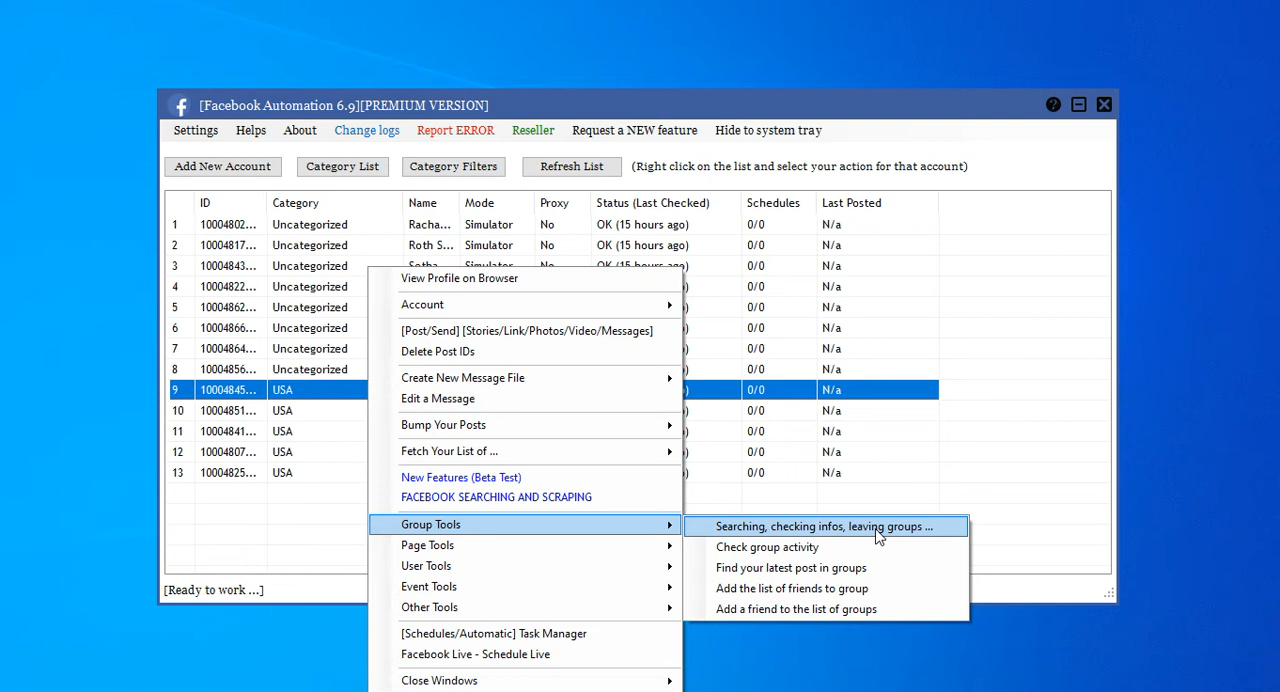 [Facebook Automation 6.9][PREMIUM VERSION]
Settings Helps About Change logs Report ERROR Reseller Request a NEW feature Hide to system tray
Add New Account Category List Category Filters Refresh List (Right click on the list and select your action for that account)
ID Category Name Mode Proxy Status (Last Checked) Schedules Last Posted
1 10004802... Uncategorized Racha... Simulator No OK (15 hours ago) 0/0 N/a
2 10004817... Uncategorized Roth S... Simulator No OK (15 hours ago) 0/0 N/a
3 10004843... Uncategorized 0/0 N/a
4 10004822... Uncategorized 0/0 N/a
5 10004862... Uncategorized 0/0 N/a
6 10004866... Uncategorized 0/0 N/a
7 10004864... Uncategorized 0/0 N/a
8 10004856... Uncategorized 0/0 N/a
9 10004845... USA 0/0 N/a
10 10004851... USA 0/0 N/a
11 10004841... USA 0/0 N/a
12 10004807... USA 0/0 N/a
13 10004825... USA 0/0 N/a
[Ready to work ...]
View Profile on Browser
Account
[Post/Send] [Stories/Link/Photos/Video/Messages]
Delete Post IDs
Create New Message File
Edit a Message
Bump Your Posts
Fetch Your List of ...
New Features (Beta Test)
FACEBOOK SEARCHING AND SCRAPING
Group Tools
Page Tools
User Tools
Event Tools
Other Tools
[Schedules/Automatic] Task Manager
Facebook Live - Schedule Live
Close Windows
Searching, checking infos, leaving groups ...
Check group activity
Find your latest post in groups
Add the list of friends to group
Add a friend to the list of groups